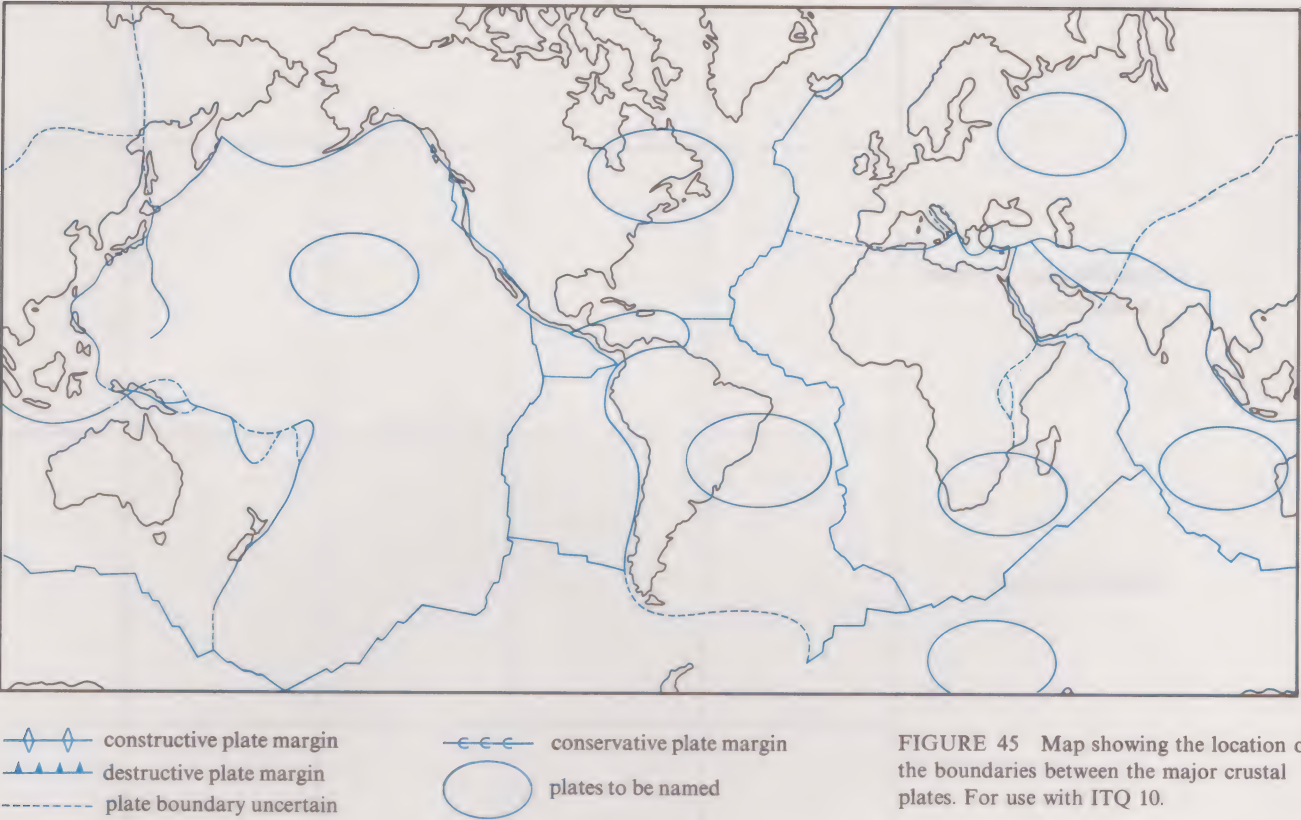 constructive plate margin
destructive plate margin
plate boundary uncertain
conservative plate margin
plates to be named
FIGURE 45 Map showing the location
the boundaries between the major crustal
plates. For use with ITQ 10.